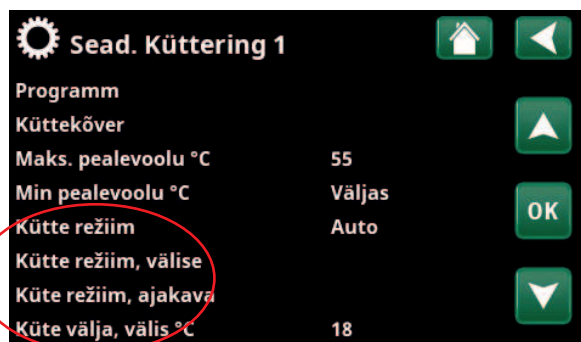 Sead. Küttering 1
Programm
Küttekõver
Maks. pealevoolu °C 55
Min pealevoolu °C Väljas
Kütte režiim Auto
OK
Kütte režiim, välise
Küte režiim, ajakava
Küte välja, välis °C 18